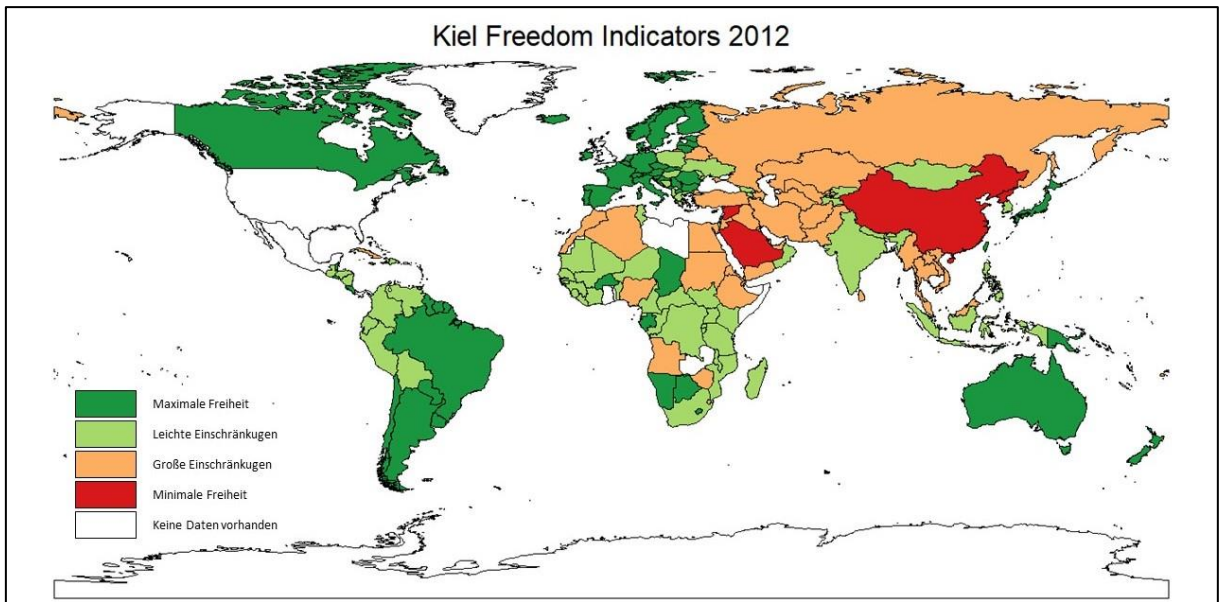 Kiel Freedom Indicators 2012
Maximale Freiheit
Leichte Einschränkugen
Große Einschränkugen
Minimale Freiheit
Keine Daten vorhanden